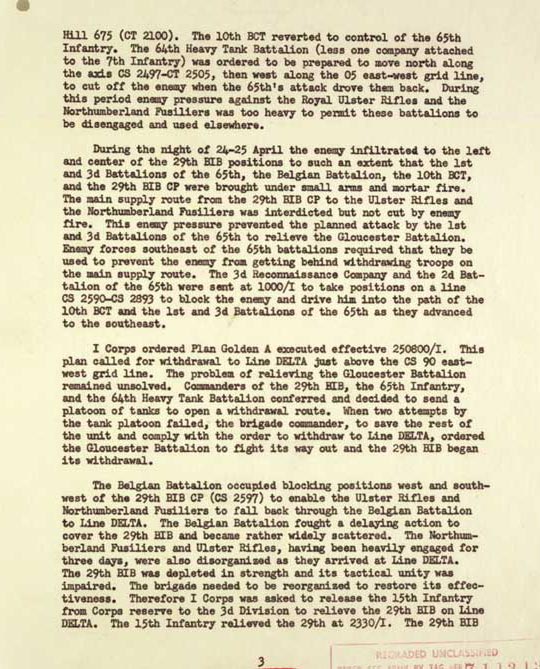 Hill 675 (CT 2100).  The 10th BCT reverted to control of the 65th
Infantry.  The 64th Heavy Tank Battalion (less one company attached
to the 7th Infantry) was ordered to be prepared to move north along
the axis CS 2497-CT 2505, then west along the 05 east-west grid line,
to cut off the enemy when the 65th's attack drove them back.  During
this period enemy pressure against the Royal Ulster Rifles and the
Northumberland Fusiliers was too heavy to permit these battalions to
be disengaged and used elsewhere.
During the night of 24-25 April the enemy infiltrated to the left
and center of the 29th BIB positions to such an extent that the 1st
and 3d Battalions of the 65th, the Belgian Battalion, the 10th BCT,
and the 29th BIB CP were brought under small arms and mortar fire.
The main supply route from the 29th BIB CP to the Ulster Rifles and
the Northumberland Fusiliers was interdicted but not cut by enemy
fire.  This enemy pressure prevented the planned attack by the 1st
and 3d Battalions of the 65th to relieve the Gloucester Battalion.
Enemy forces southeast of the 65th battalions required that they be
used to prevent the enemy from getting behind withdrawing troops on
the main supply route.  The 3d Reconnaissance Company and the 2d Bat-
talion of the 65th were sent at 1000/I to take positions on a line
CS 2590-CS 2893 to block the enemy and drive him into the path of the
10th BCT and the 1st and 3d Battalions of the 65th as they advanced
to the southeast.
I Corps ordered Plan Golden A executed effective 250800/I.  This
plan called for withdrawal to Line DELTA just above the CS 90 east-
west grid line.  The problem of relieving the Gloucester Battalion
remained unsolved.  Commanders of the 29th BIB, the 65th Infantry,
and the 64th Heavy Tank Battalion conferred and decided to send a
platoon of tanks to open a withdrawal route.  When two attempts by
the tank platoon failed, the brigade commander, to save the rest of
the unit and comply with the order to withdraw to Line DELTA, ordered
the Gloucester Battalion to fight its way out and the 29th BIB began
its withdrawal.
The Belgian Battalion occupied blocking positions west and south-
west of the 29th BIB CP (CS 2597) to enable the Ulster Rifles and
Northumberland Fusiliers to fall back through the Belgian Battalion
to Line DELTA.  The Belgian Battalion fought a delaying action to
cover the 29th BIB and became rather widely scattered.  The Northum-
berland Fusiliers and Ulster Rifles, having been heavily engaged for
three days, were also disorganized as they arrived at Line DELTA.
The 29th BIB was depleted in strength and its tactical unity was
impaired.  The brigade needed to be reorganized to restore its effec-
tiveness.  Therefore I Corps was asked to release the 15th Infantry
from Corps reserve to the 3d Division to relieve the 29th BIB on Line
DELTA.  The 15th Infantry relieved the 29th at 2330/I.  The 29th BIB
3
REGRADED UNCLASSIFIED